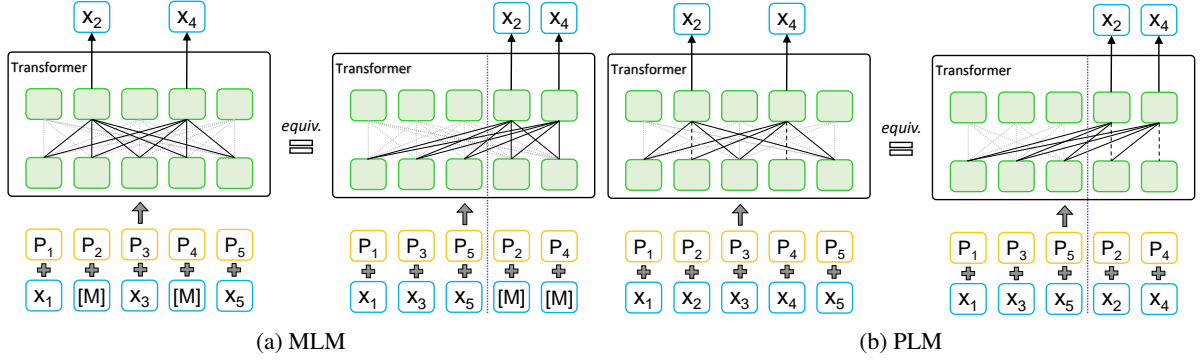 x2 x4 x2 x4 x2 x4 x2 x4
Transformer Transformer Transformer Transformer
equiv. equiv.
P1 P2 P3 P4 P5 P1 P3 P5 P2 P4 P1 P2 P3 P4 P5 P1 P3 P5 P2 P4
x1 [M] x3 [M] x5 x1 x3 x5 [M] [M] x1 x2 x3 x4 x5 x1 x3 x5 x2 x4
(a) MLM (b) PLM